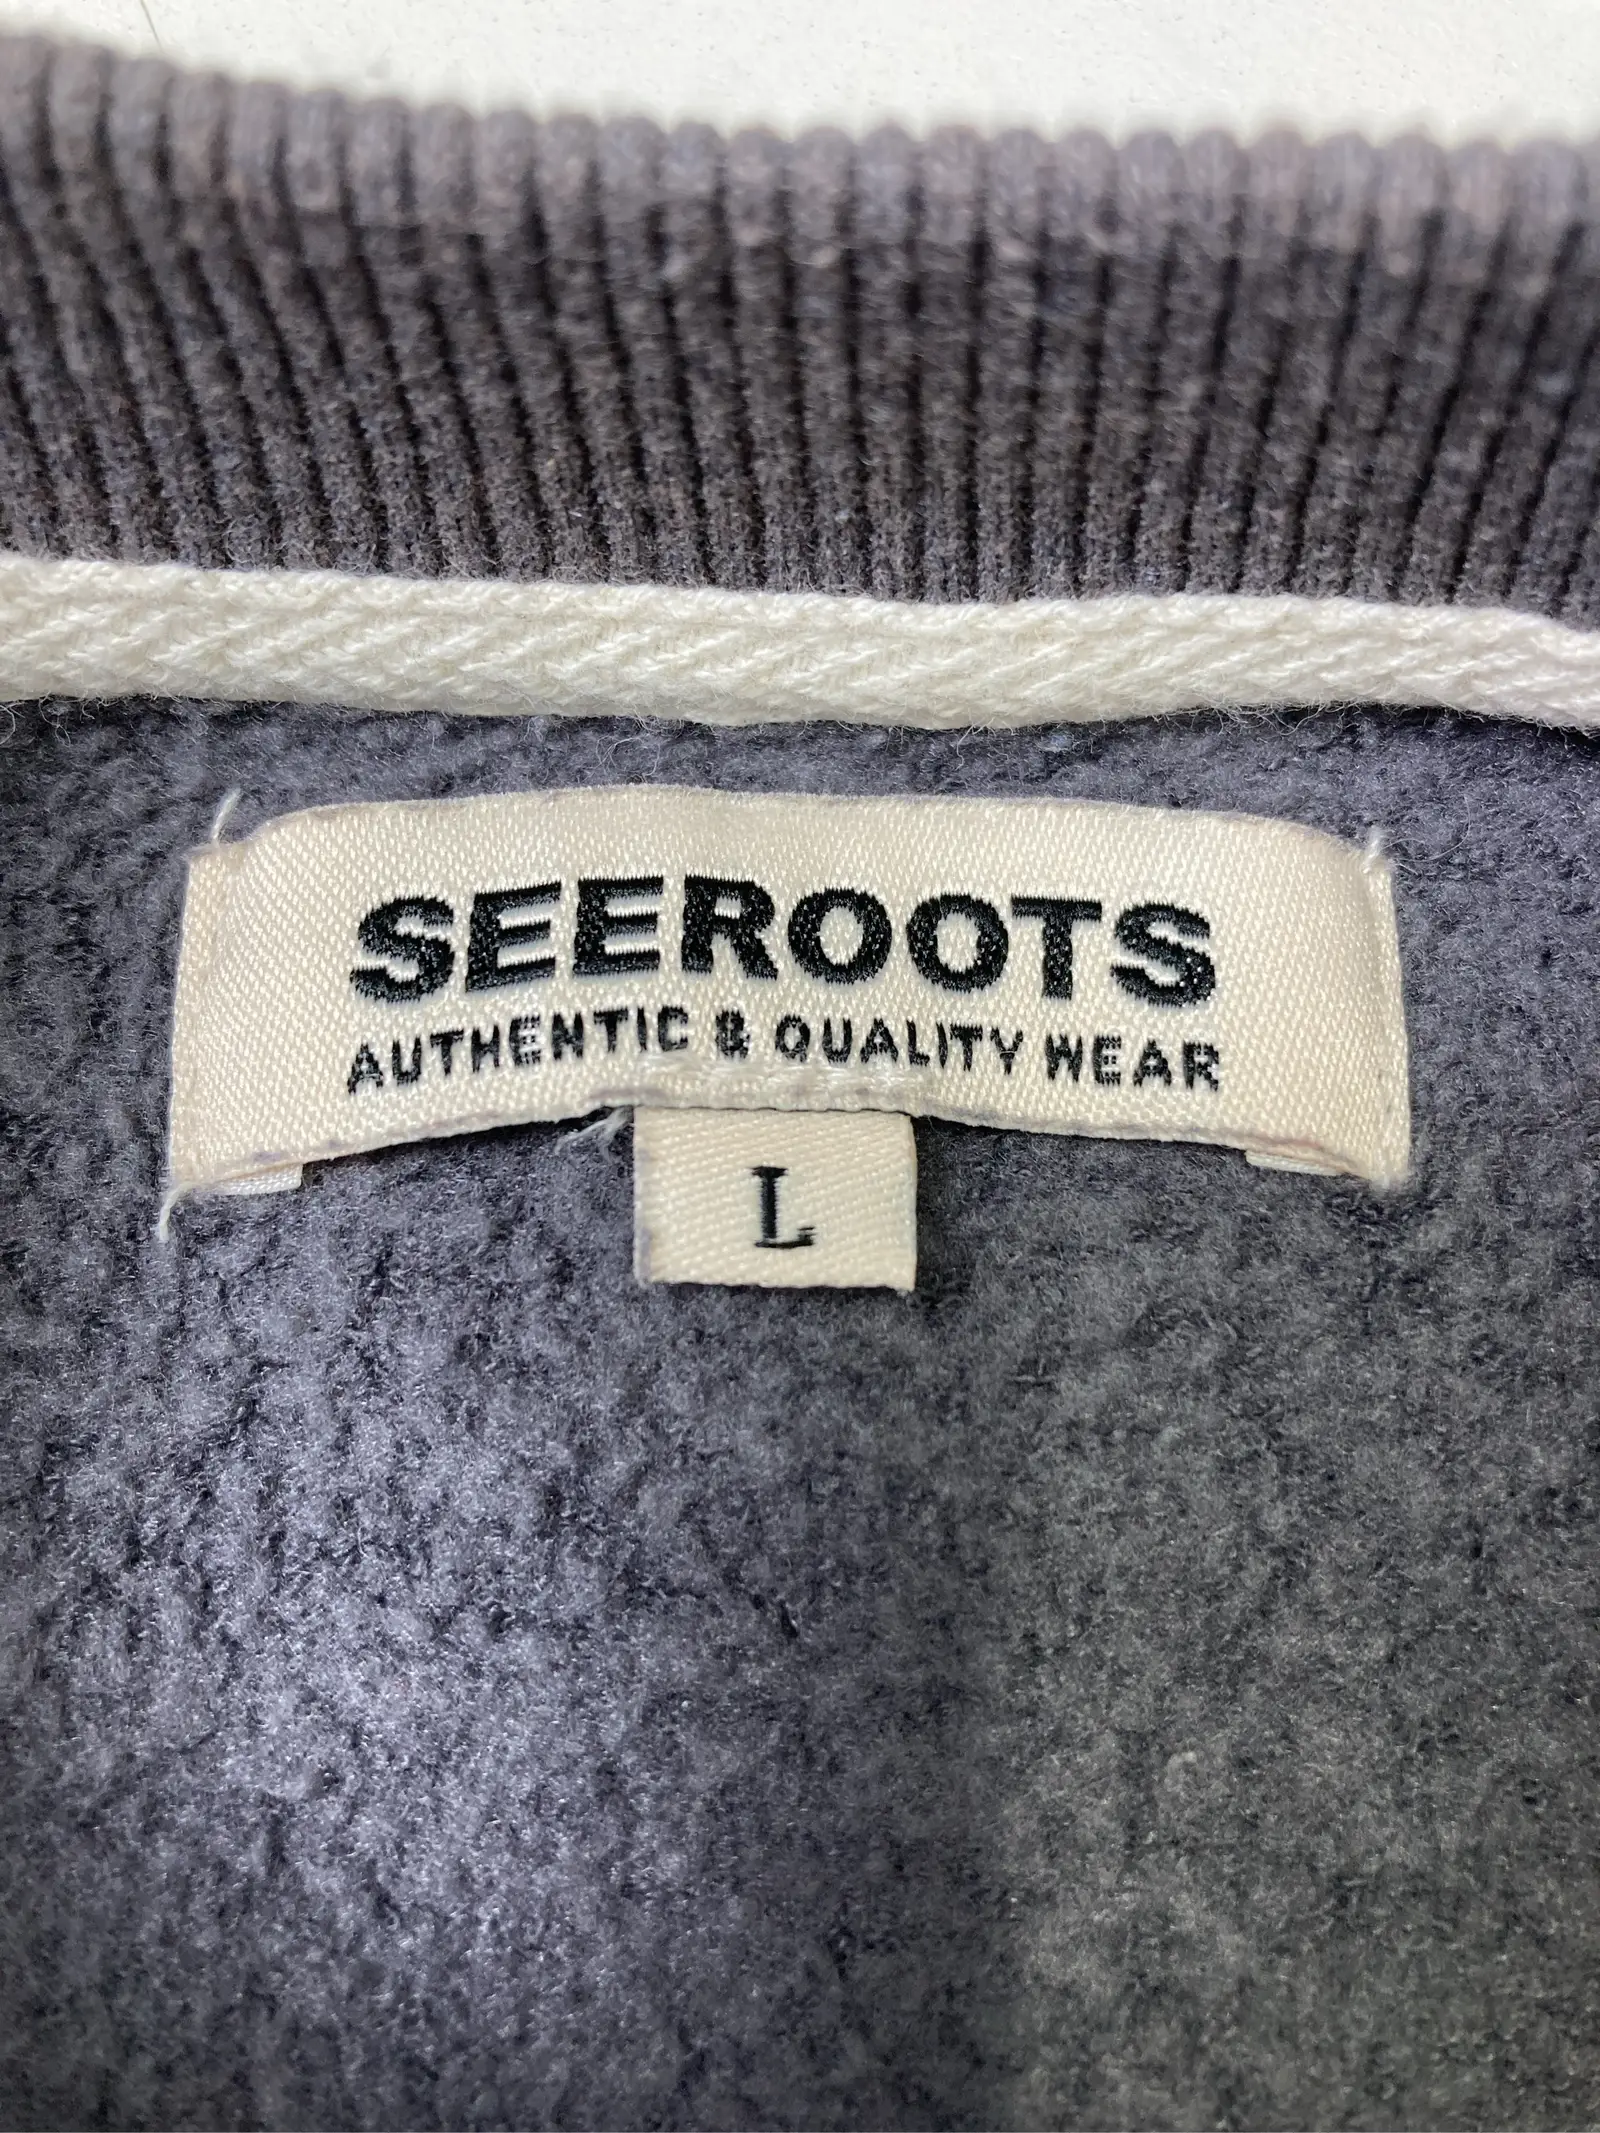 SEEROOTS
AUTHENTIC & QUALITY WEAR
L